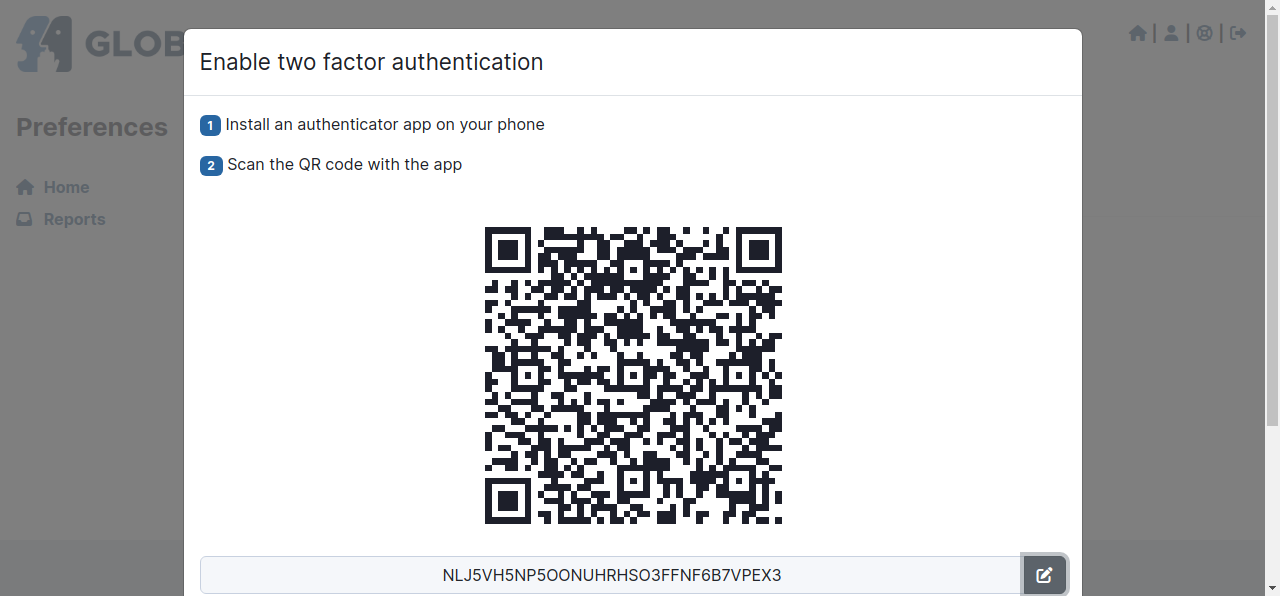 GLOB
Enable two factor authentication
Preferences
1 Install an authenticator app on your phone
2 Scan the QR code with the app
Home
Reports
NLJ5VH5NP5OONUHRHSO3FFNF6B7VPEX3